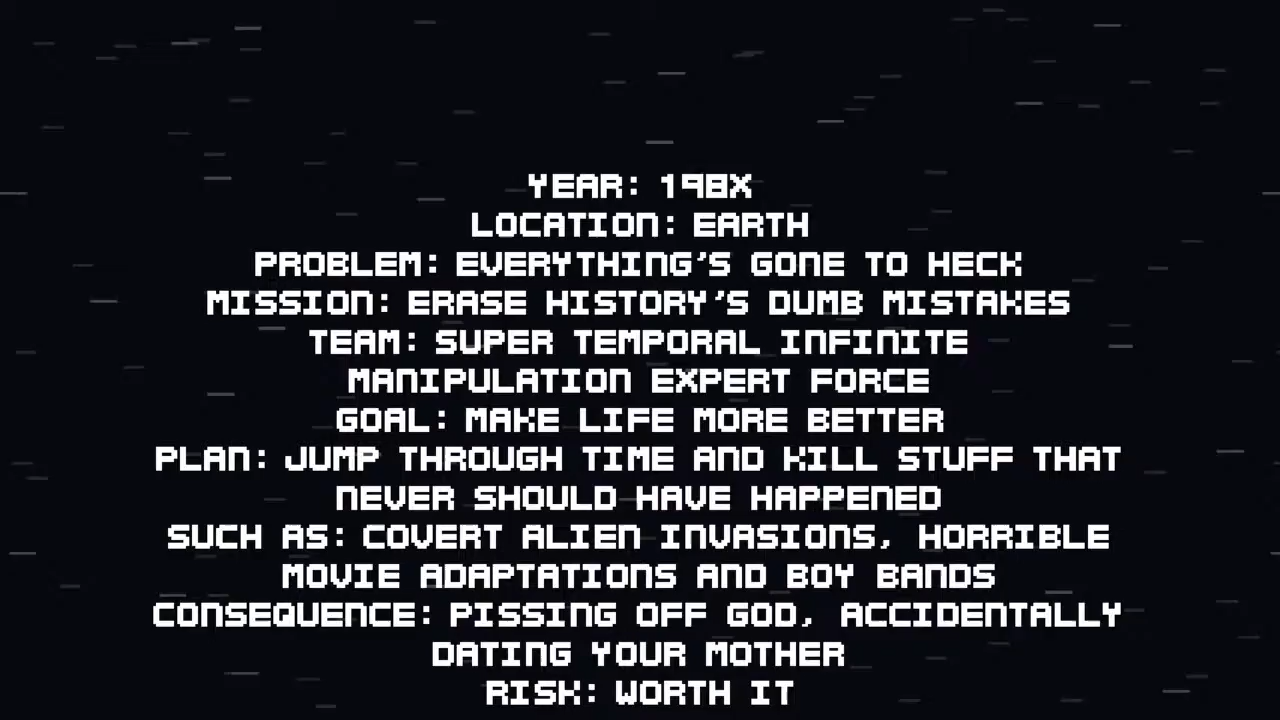 YEAR: 198X
LOCATION: EARTH
PROBLEM: EVERYTHING'S GONE TO HECK
MISSION: ERASE HISTORY'S DUMB MISTAKES
TEAM: SUPER TEMPORAL INFINITE
MANIPULATION EXPERT FORCE
GOAL: MAKE LIFE MORE BETTER
PLAN: JUMP THROUGH TIME AND KILL STUFF THAT
NEVER SHOULD HAVE HAPPENED
SUCH AS: COVERT ALIEN INVASIONS, HORRIBLE
MOVIE ADAPTATIONS AND BOY BANDS
CONSEQUENCE: PISSING OFF GOD, ACCIDENTALLY
DATING YOUR MOTHER
RISK: WORTH IT